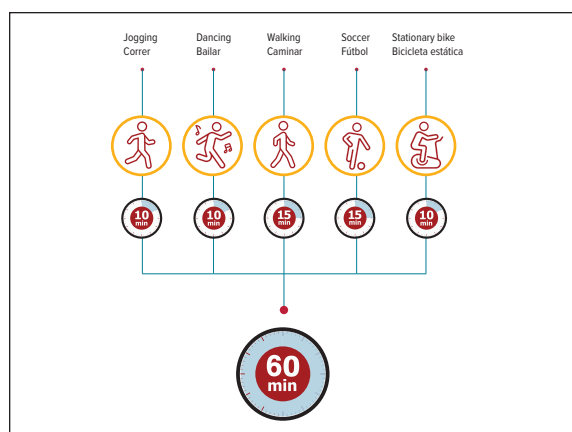 Jogging
Correr
Dancing
Bailar
Walking
Caminar
Soccer
Fútbol
Stationary bike
Bicicleta estática
10
min
10
min
15
min
15
min
10
min
60
min